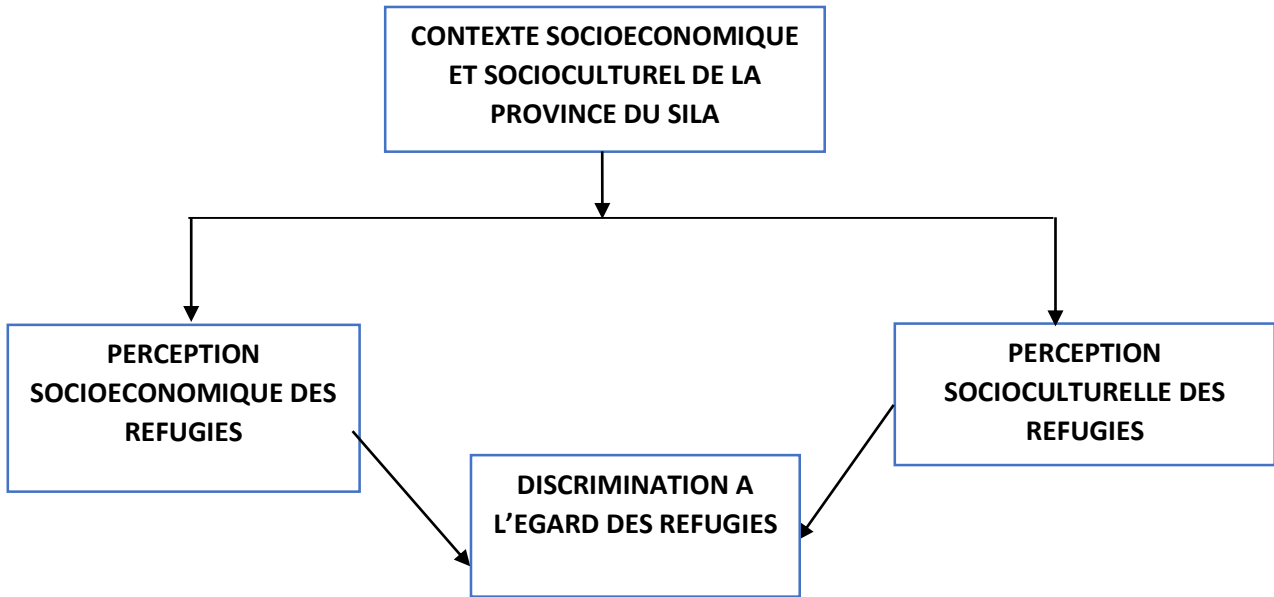 CONTEXTE SOCIOECONOMIQUE
ET SOCIOCULTUREL DE LA
PROVINCE DU SILA
PERCEPTION
SOCIOECONOMIQUE DES
REFUGIES
PERCEPTION
SOCIOCULTURELLE DES
REFUGIES
DISCRIMINATION A
L’EGARD DES REFUGIES